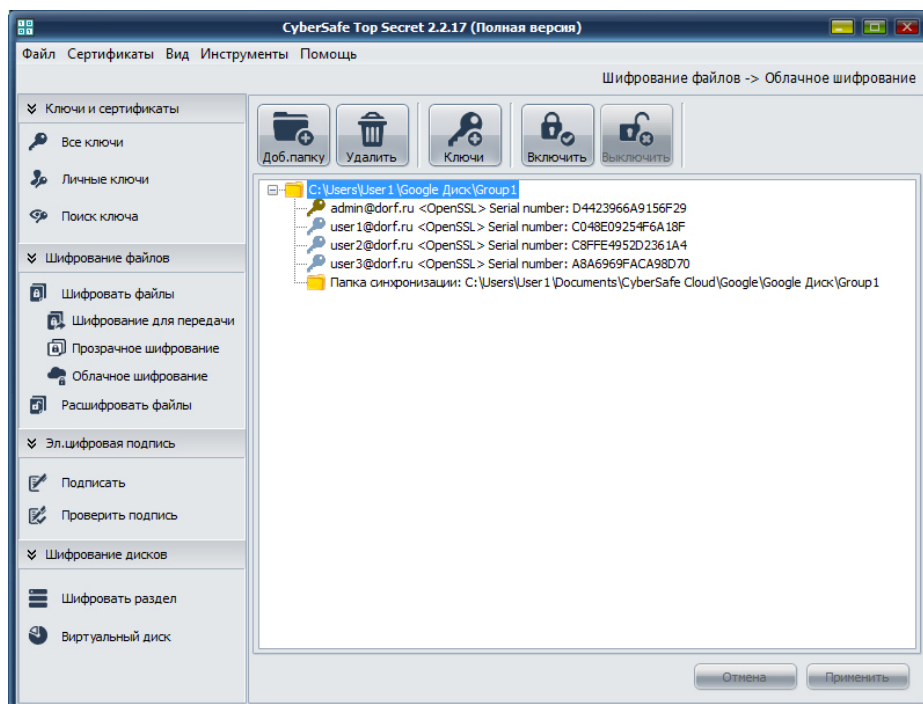 CyberSafe Top Secret 2.2.17 (Полная версия)
Файл Сертификаты Вид Инструменты Помощь
Шифрование файлов -> Облачное шифрование
Ключи и сертификаты
Все ключи
Личные ключи
Поиск ключа
Шифрование файлов
Шифровать файлы
Шифрование для передачи
Прозрачное шифрование
Облачное шифрование
Расшифровать файлы
Эл.цифровая подпись
Подписать
Проверить подпись
Шифрование дисков
Шифровать раздел
Виртуальный диск
Доб.папку Удалить Ключи Включить Выключить
C:\Users\User1\Google Диск\Group1
admin@dorf.ru <OpenSSL> Serial number: D4423966A9156F29
user1@dorf.ru <OpenSSL> Serial number: C048E09254F6A18F
user2@dorf.ru <OpenSSL> Serial number: C8FFE4952D2361A4
user3@dorf.ru <OpenSSL> Serial number: A8A6969FACA98D70
Папка синхронизации: C:\Users\User1\Documents\CyberSafe Cloud\Google\Google Диск\Group1
Отмена Применить